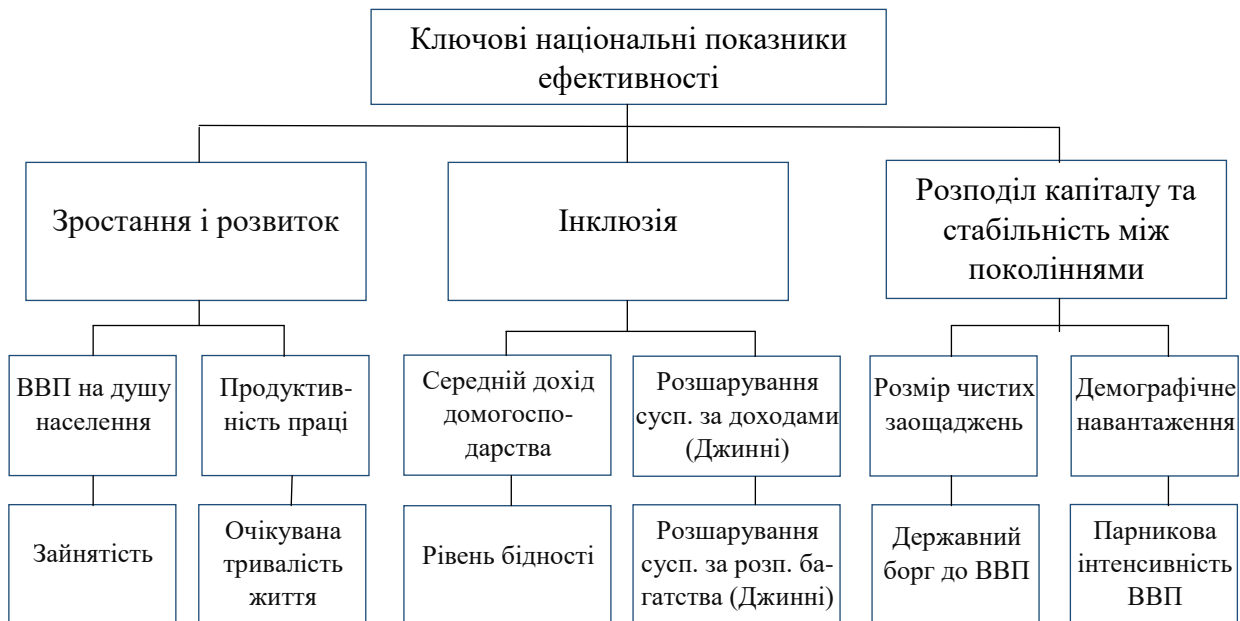 Ключові національні показники
ефективності
Зростання і розвиток
Інклюзія
Розподіл капіталу та
стабільність між
поколіннями
ВВП на душу
населення
Продуктив-
ність праці
Середній дохід
домогоспо-
дарства
Розшарування
сусп. за доходами
(Джинні)
Розмір чистих
заощаджень
Демографічне
навантаження
Зайнятість
Очікувана
тривалість
життя
Рівень бідності
Розшарування
сусп. за розп. ба-
гатства (Джинні)
Державний
борг до ВВП
Парникова
інтенсивність
ВВП